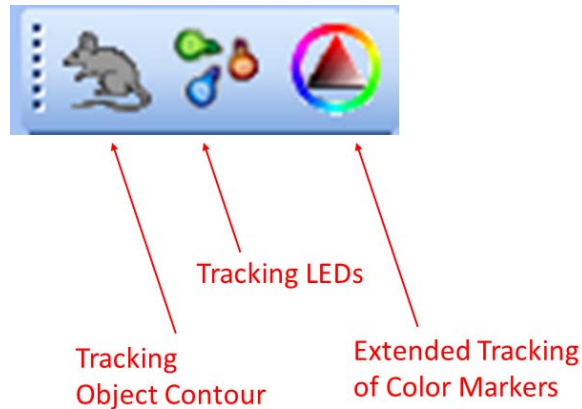 Tracking LEDs
Tracking
Object Contour
Extended Tracking
of Color Markers